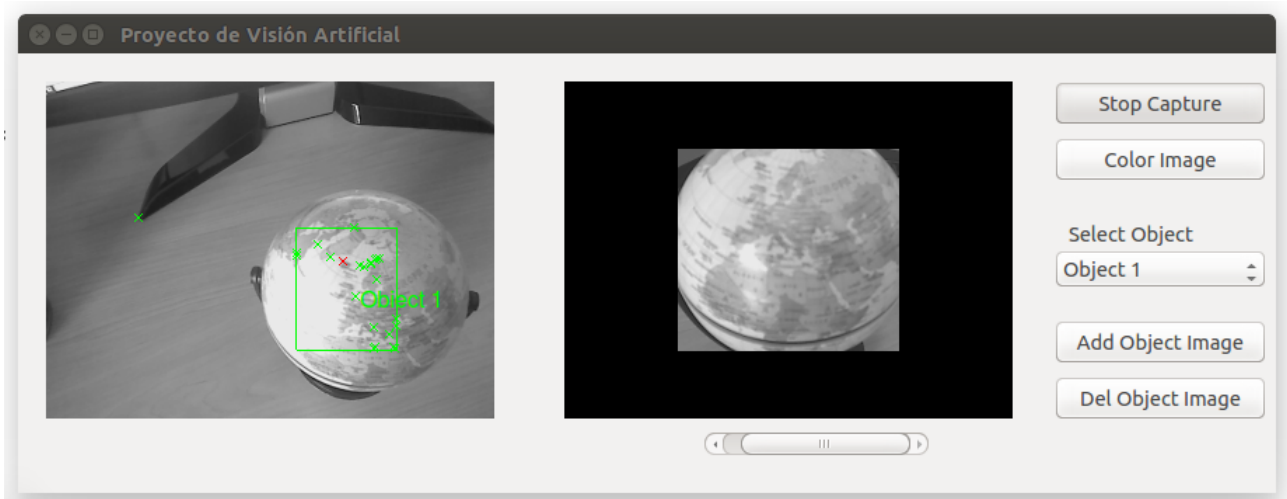 Proyecto de Visión Artificial
Object 1
Stop Capture
Color Image
Select Object
Object 1
Add Object Image
Del Object Image